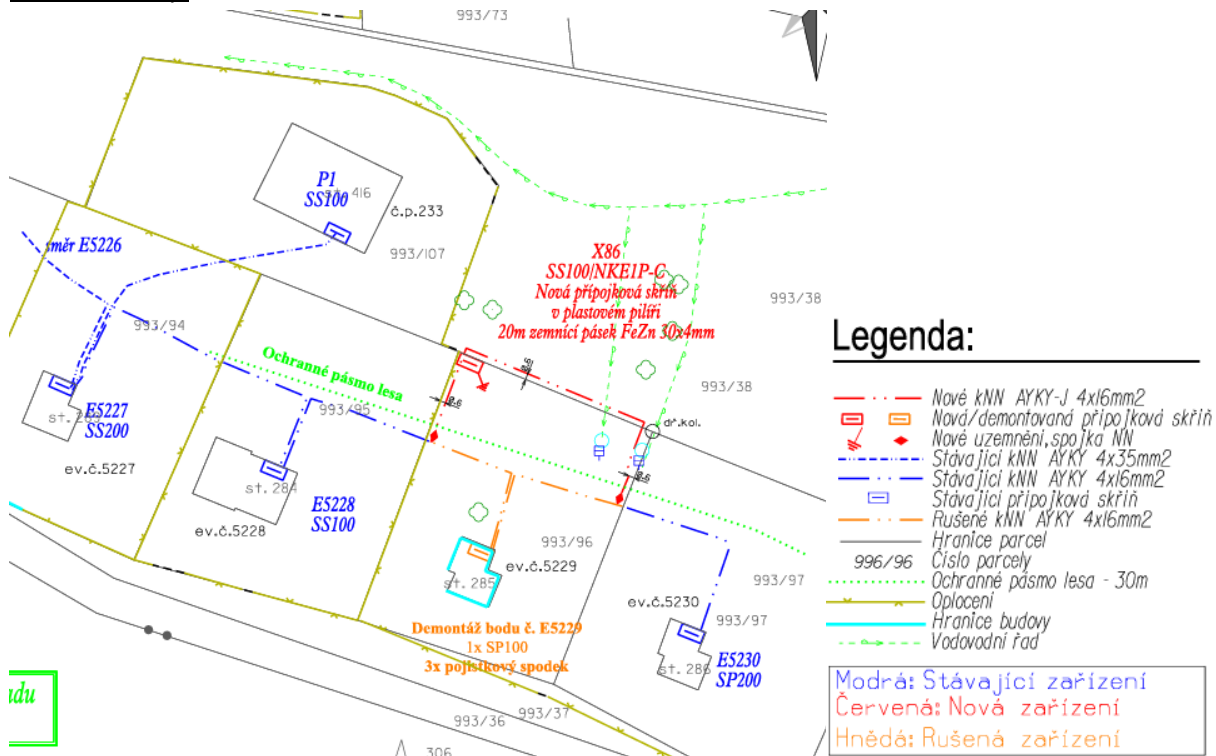 993/73
P1
SS100
st. 416
č.p.233
993/107
směr E5226
X86
SS100/NKE1P-C
Nová přípojková skříň
v plastovém pilíři
20m zemnící pásek FeZn 30x4mm
993/38
993/94
Ochranné pásmo lesa
993/95
993/38
dř.kol.
E5227
SS200
ev.č.5227
st. 284
E5228
SS100
ev.č.5228
993/96
ev.č.5229
st. 285
993/97
ev.č.5230
993/97
Demontáž bodu č. E5229
1x SP100
3x pojistkový spodek
st. 286
E5230
SP200
993/36
993/37
306
adu
Legenda:
Nové kNN AYKY-J 4x16mm2
Nová/demontovaná přípojková skříň
Nové uzemnění,spojka NN
Stávající kNN AYKY 4x35mm2
Stávající kNN AYKY 4x16mm2
Stávající přípojková skříň
Rušené kNN AYKY 4x16mm2
Hranice parcel
996/96 Číslo parcely
Ochranné pásmo lesa - 30m
Oplocení
Hranice budovy
Vodovodní řad
Modrá: Stávající zařízení
Červená: Nová zařízení
Hnědá: Rušená zařízení